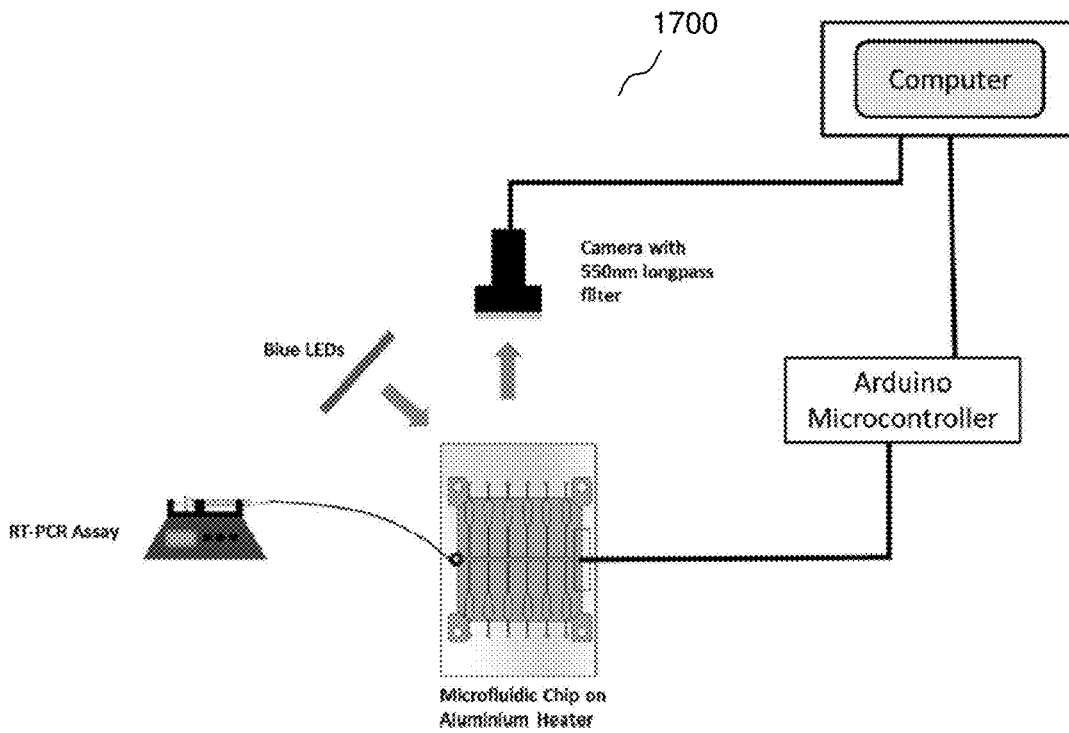 1700
Computer
Camera with
550nm longpass
filter
Blue LEDs
Arduino
Microcontroller
RT-PCR Assay
Microfluidic Chip on
Aluminium Heater